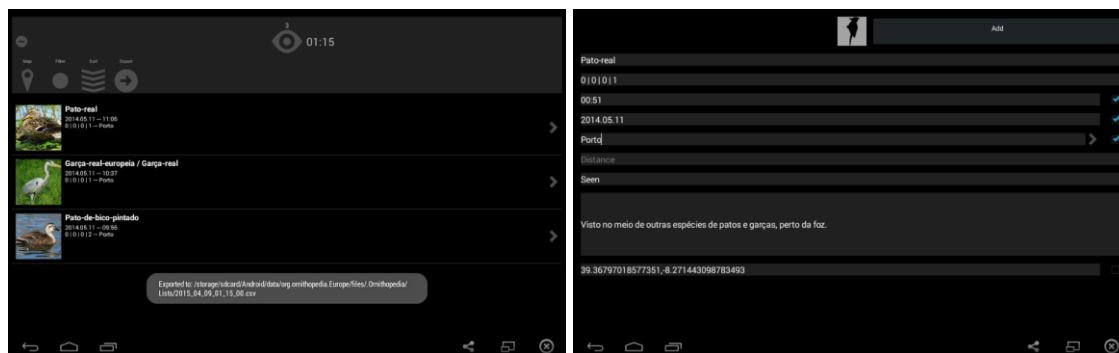 3
01:15
Map Filter Sort Export
Pato-real
2014.05.11 — 11:06
0 | 0 | 0 | 1 — Porto
Garça-real-europeia / Garça-real
2014.05.11 — 10:37
0 | 0 | 0 | 1 — Porto
Pato-de-bico-pintado
2014.05.11 — 09:56
0 | 0 | 0 | 2 — Porto
Exported to: /storage/sdcard/Android/data/org.ornithopedia.Europe/files/.Ornithopedia/
Lists/2015_04_09_01_15_00.csv
Add
Pato-real
0 | 0 | 0 | 1
00:51
2014.05.11
Porto
Distance
Seen
Visto no meio de outras espécies de patos e garças, perto da foz.
39.36797018577351,-8.271443098783493